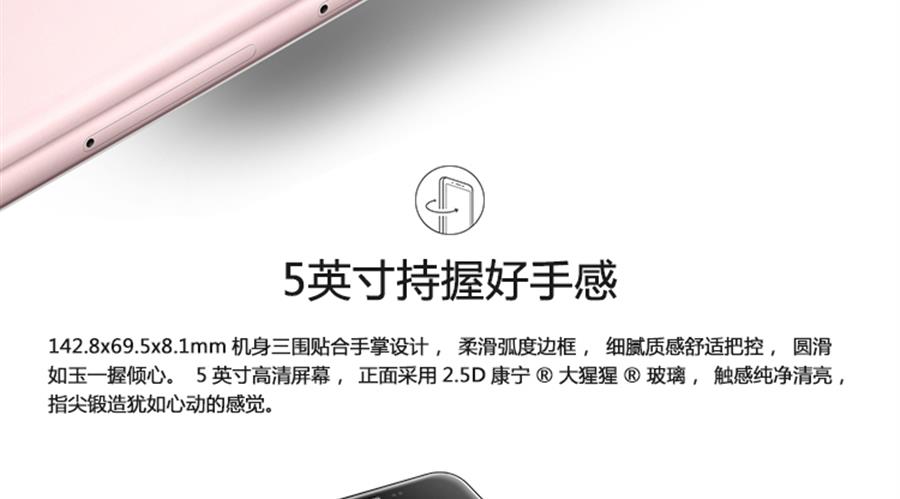 5英寸持握好手感
142.8x69.5x8.1mm 机身三围贴合手掌设计， 柔滑弧度边框， 细腻质感舒适把控， 圆滑
如玉一握倾心。 5 英寸高清屏幕， 正面采用 2.5D 康宁 ® 大猩猩 ® 玻璃， 触感纯净清亮，
指尖锻造犹如心动的感觉。